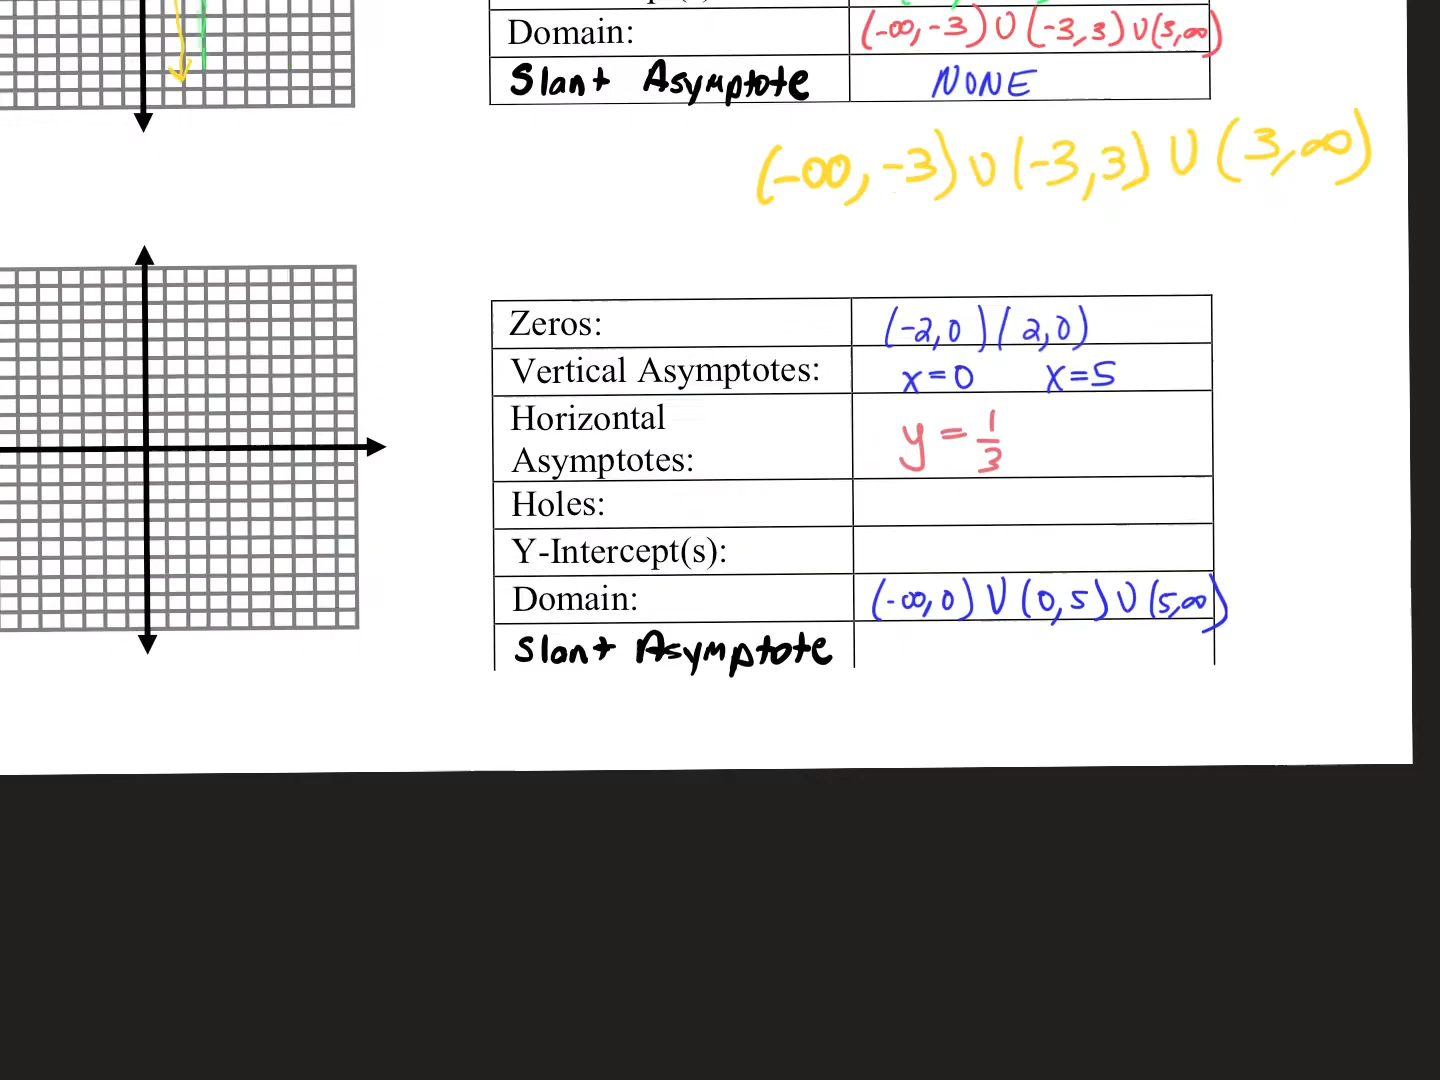 Domain: (-∞, -3) ∪ (-3, 3) ∪ (3, ∞)
Slant Asymptote NONE
(-∞, -3) ∪ (-3, 3) ∪ (3, ∞)
Zeros: (-2, 0) (2, 0)
Vertical Asymptotes: x = 0 x = 5
Horizontal
Asymptotes: y = 1/3
Holes:
Y-Intercept(s):
Domain: (-∞, 0) ∪ (0, 5) ∪ (5, ∞)
Slant Asymptote